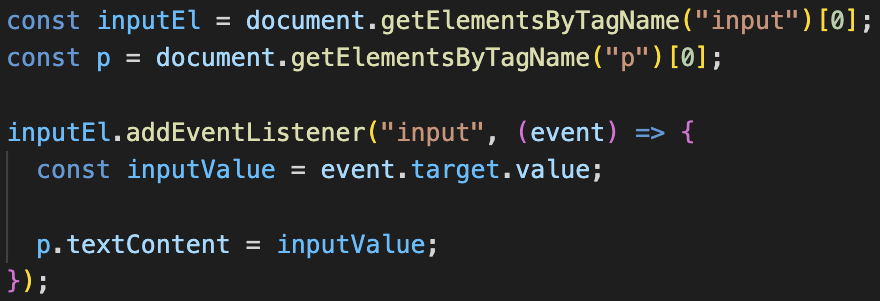 const inputEl = document.getElementsByTagName("input")[0];
const p = document.getElementsByTagName("p")[0];

inputEl.addEventListener("input", (event) => {
  const inputValue = event.target.value;

  p.textContent = inputValue;
});